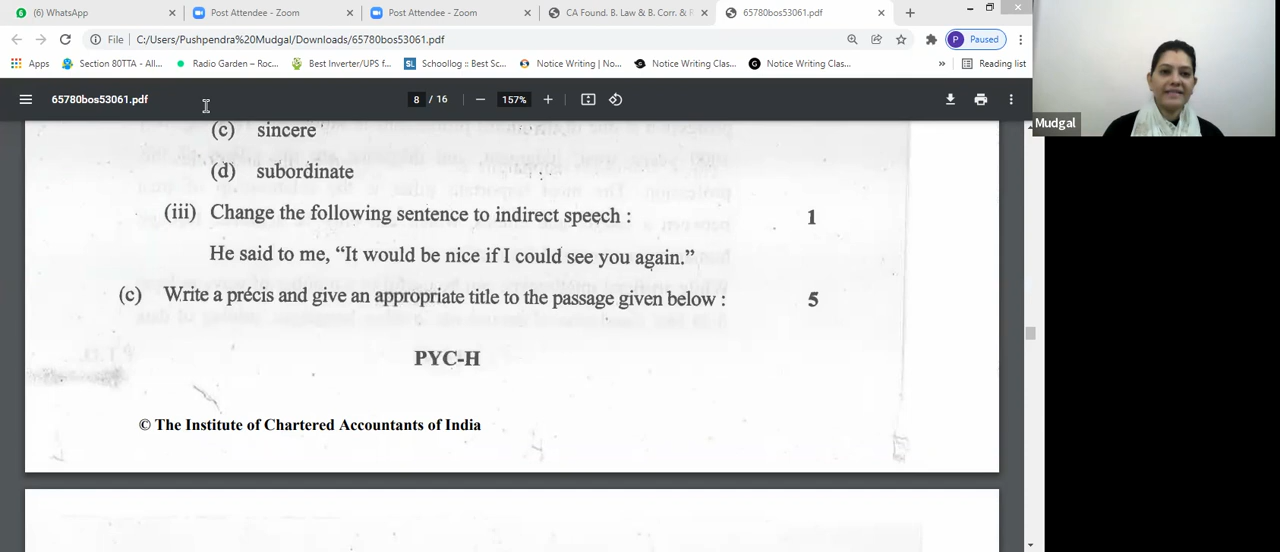 (6) WhatsApp
Post Attendee - Zoom
Post Attendee - Zoom
CA Found. B. Law & B. Corr. & R
65780bos53061.pdf
File
C:/Users/Pushpendra%20Mudgal/Downloads/65780bos53061.pdf
P Paused
Apps
Section 80TTA - All...
Radio Garden – Roc...
Best Inverter/UPS f...
SL Schoollog :: Best Sc...
Notice Writing | No...
Notice Writing Clas...
G Notice Writing Clas...
»
Reading list
65780bos53061.pdf
8 / 16
157%
Mudgal
(c) sincere
(d) subordinate
(iii) Change the following sentence to indirect speech : 1
He said to me, “It would be nice if I could see you again.”
(c) Write a précis and give an appropriate title to the passage given below : 5
PYC-H
© The Institute of Chartered Accountants of India